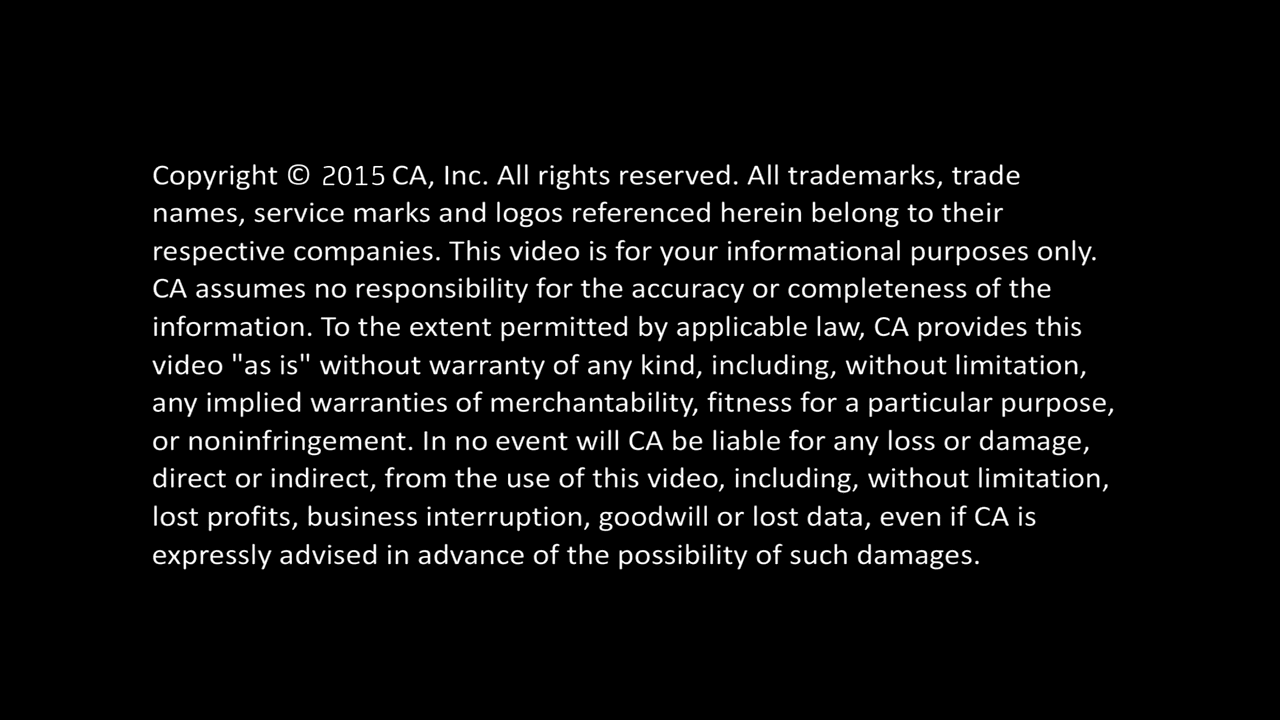 Copyright © 2015 CA, Inc. All rights reserved. All trademarks, trade
names, service marks and logos referenced herein belong to their
respective companies. This video is for your informational purposes only.
CA assumes no responsibility for the accuracy or completeness of the
information. To the extent permitted by applicable law, CA provides this
video "as is" without warranty of any kind, including, without limitation,
any implied warranties of merchantability, fitness for a particular purpose,
or noninfringement. In no event will CA be liable for any loss or damage,
direct or indirect, from the use of this video, including, without limitation,
lost profits, business interruption, goodwill or lost data, even if CA is
expressly advised in advance of the possibility of such damages.